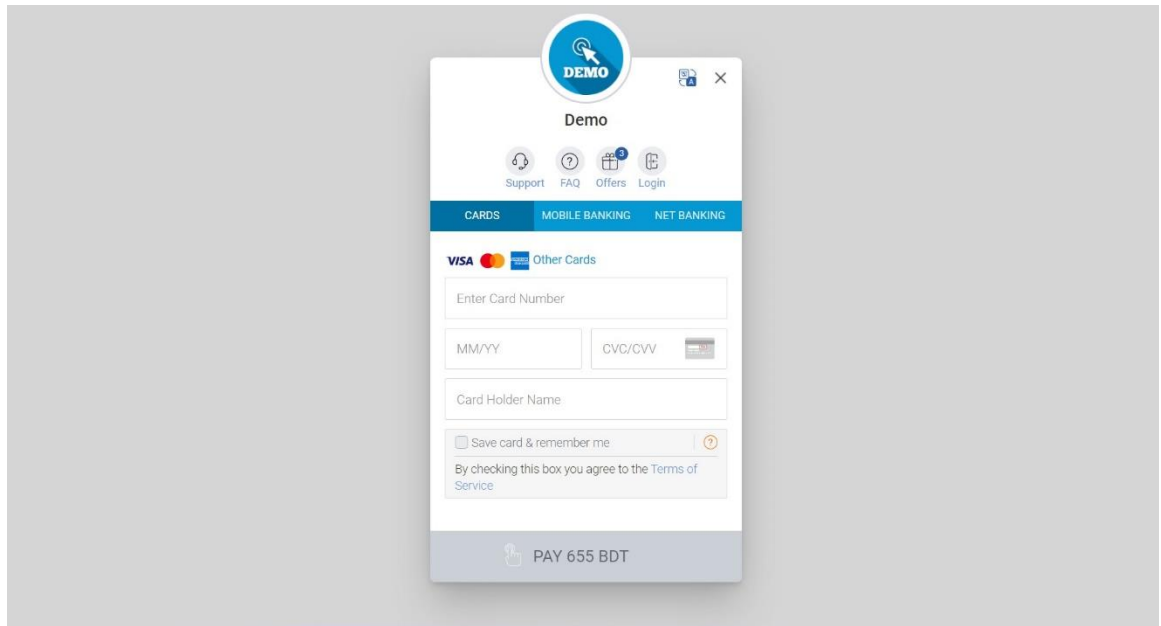 DEMO
Demo
3
Support FAQ Offers Login
CARDS MOBILE BANKING NET BANKING
VISA Other Cards
Enter Card Number
MM/YY CVC/CVV
Card Holder Name
Save card & remember me ?
By checking this box you agree to the Terms of
Service
PAY 655 BDT